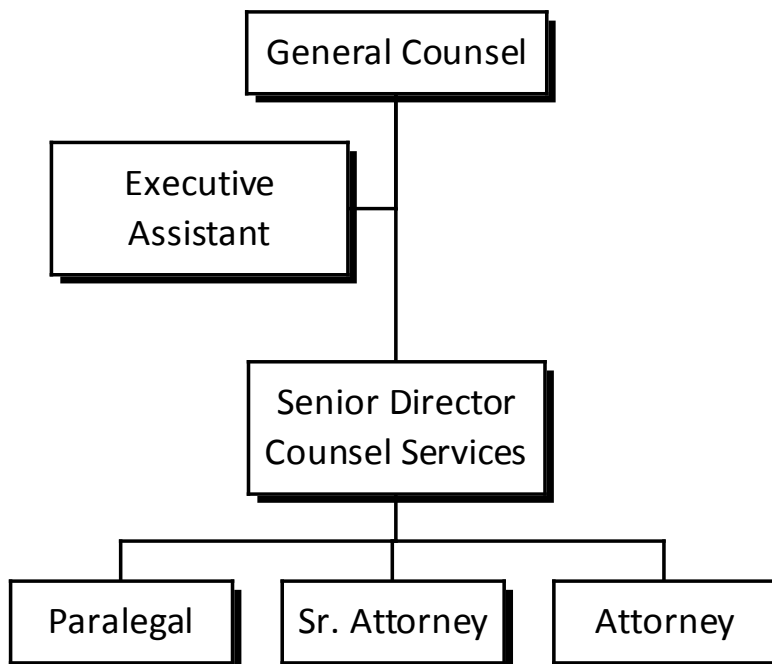 General Counsel
Executive
Assistant
Senior Director
Counsel Services
Paralegal
Sr. Attorney
Attorney